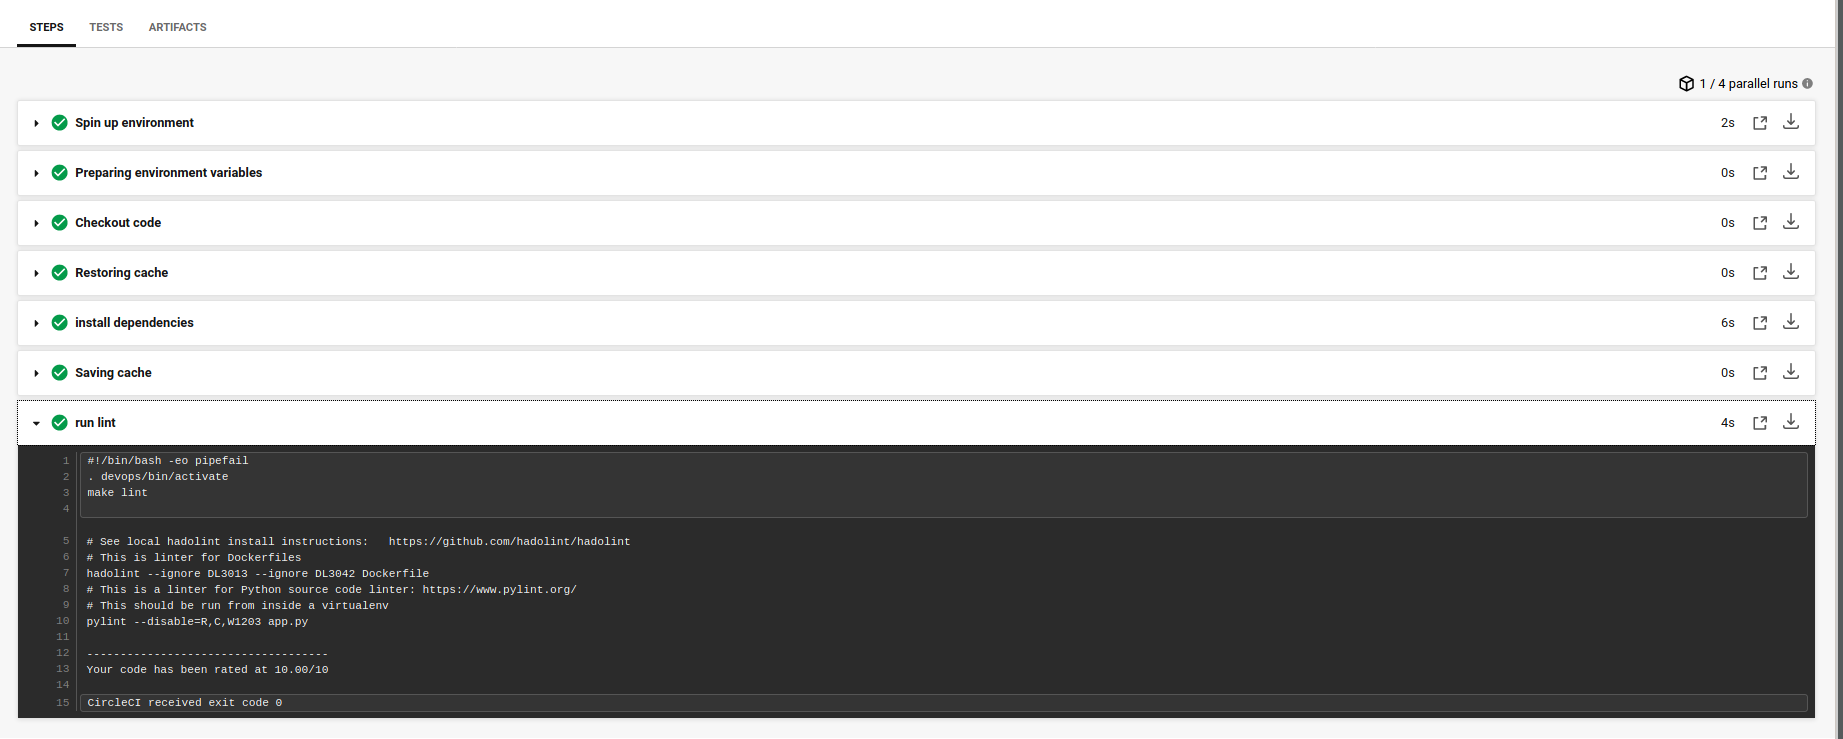 STEPS TESTS ARTIFACTS
1 / 4 parallel runs
Spin up environment 2s
Preparing environment variables 0s
Checkout code 0s
Restoring cache 0s
install dependencies 6s
Saving cache 0s
run lint 4s
1 #!/bin/bash -eo pipefail
2 . devops/bin/activate
3 make lint
4
5 # See local hadolint install instructions:   https://github.com/hadolint/hadolint
6 # This is linter for Dockerfiles
7 hadolint --ignore DL3013 --ignore DL3042 Dockerfile
8 # This is a linter for Python source code linter: https://www.pylint.org/
9 # This should be run from inside a virtualenv
10 pylint --disable=R,C,W1203 app.py
11
12 ------------------------------------
13 Your code has been rated at 10.00/10
14
15 CircleCI received exit code 0